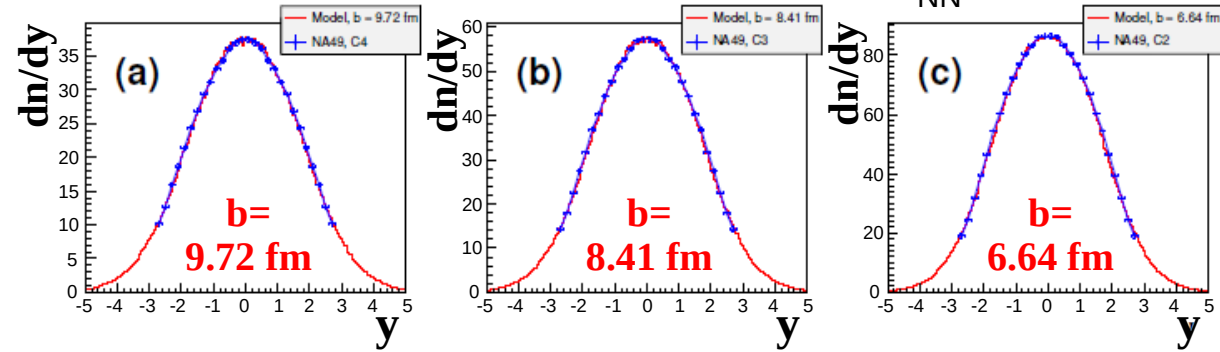 NN
Model, b = 9.72 fm
NA49, C4
(a)
dn/dy
35
30
25
20
15
10
5
0
b=
9.72 fm
-5 -4 -3 -2 -1 0 1 2 3 4 5
y
Model, b = 8.41 fm
NA49, C3
(b)
dn/dy
60
50
40
30
20
10
0
b=
8.41 fm
-5 -4 -3 -2 -1 0 1 2 3 4 5
y
Model, b = 6.64 fm
NA49, C2
(c)
dn/dy
80
60
40
20
0
b=
6.64 fm
-5 -4 -3 -2 -1 0 1 2 3 4 5
y